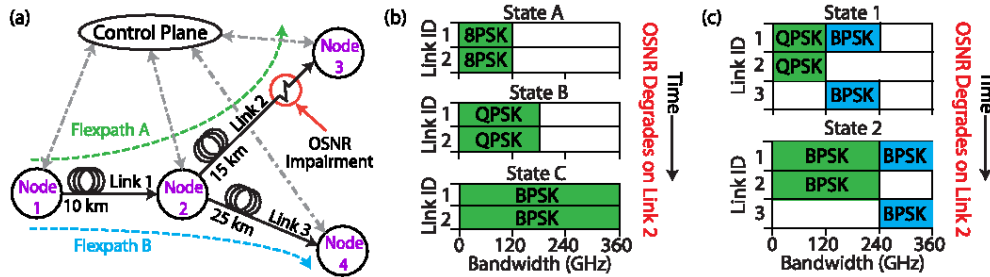 (a)
Control Plane
Node 3
Flexpath A
Link 2
15 km
OSNR Impairment
Node 1
Link 1
10 km
Node 2
Link 3
25 km
Flexpath B
Node 4
(b)
State A
Link ID
1 8PSK
2 8PSK
State B
Link ID
1 QPSK
2 QPSK
State C
Link ID
1 BPSK
2 BPSK
0 120 240 360
Bandwidth (GHz)
Time
OSNR Degrades on Link 2
(c)
State 1
Link ID
1 QPSK BPSK
2 QPSK
3 BPSK
State 2
Link ID
1 BPSK BPSK
2 BPSK
3 BPSK
0 120 240 360
Bandwidth (GHz)
Time
OSNR Degrades on Link 2